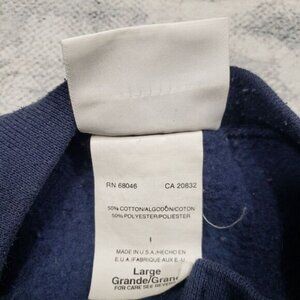 RN 68046 CA 20832
50% COTTON/ALGODÓN/COTON
50% POLYESTER/POLIESTER
I
MADE IN U.S.A./HECHO EN
E.U.A./FABRIQUE AUX E.-U.
Large
Grande/Grand
FOR CARE SEE REVERSE